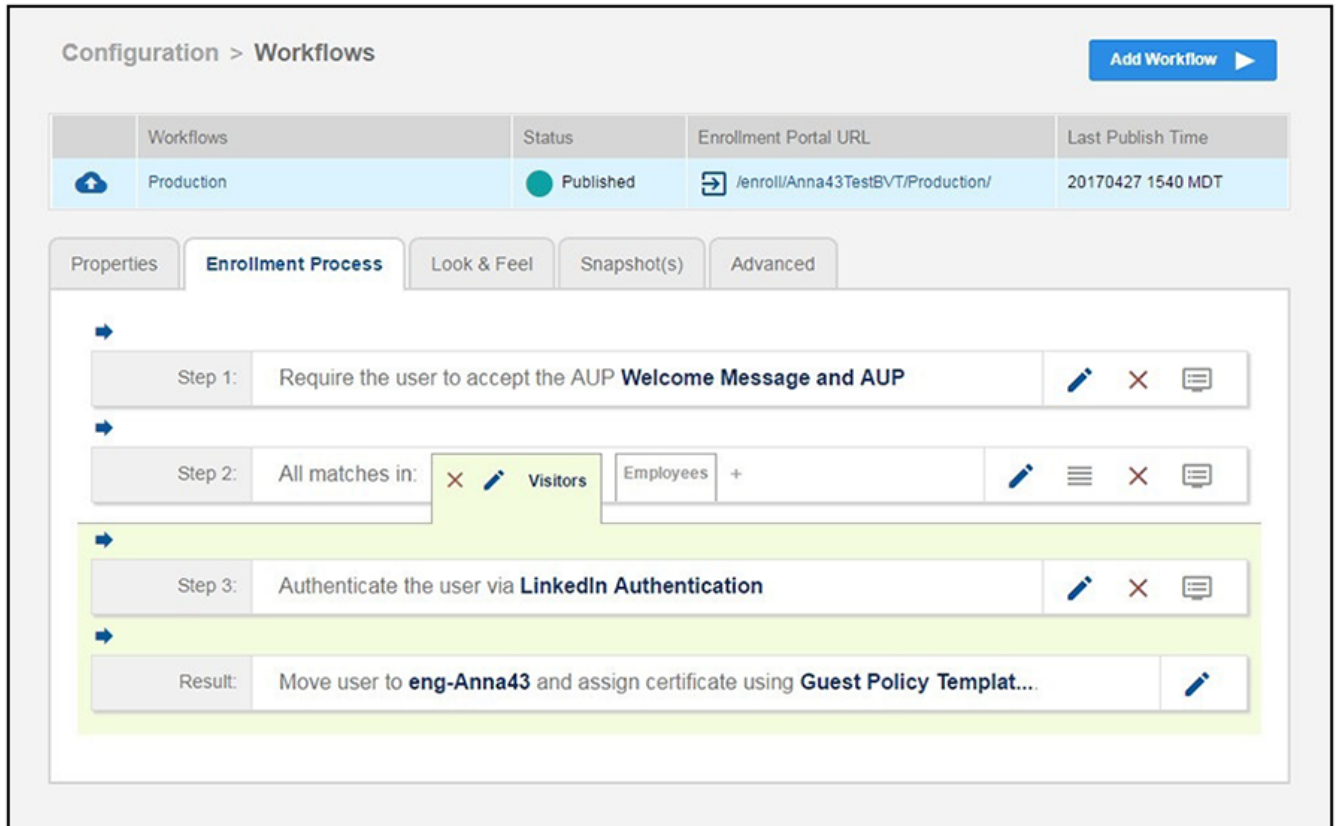 Configuration > Workflows
Add Workflow
Workflows Status Enrollment Portal URL Last Publish Time
Production Published /enroll/Anna43TestBVT/Production/ 20170427 1540 MDT
Properties Enrollment Process Look & Feel Snapshot(s) Advanced
Step 1: Require the user to accept the AUP Welcome Message and AUP
Step 2: All matches in: Visitors Employees +
Step 3: Authenticate the user via LinkedIn Authentication
Result: Move user to eng-Anna43 and assign certificate using Guest Policy Templat....